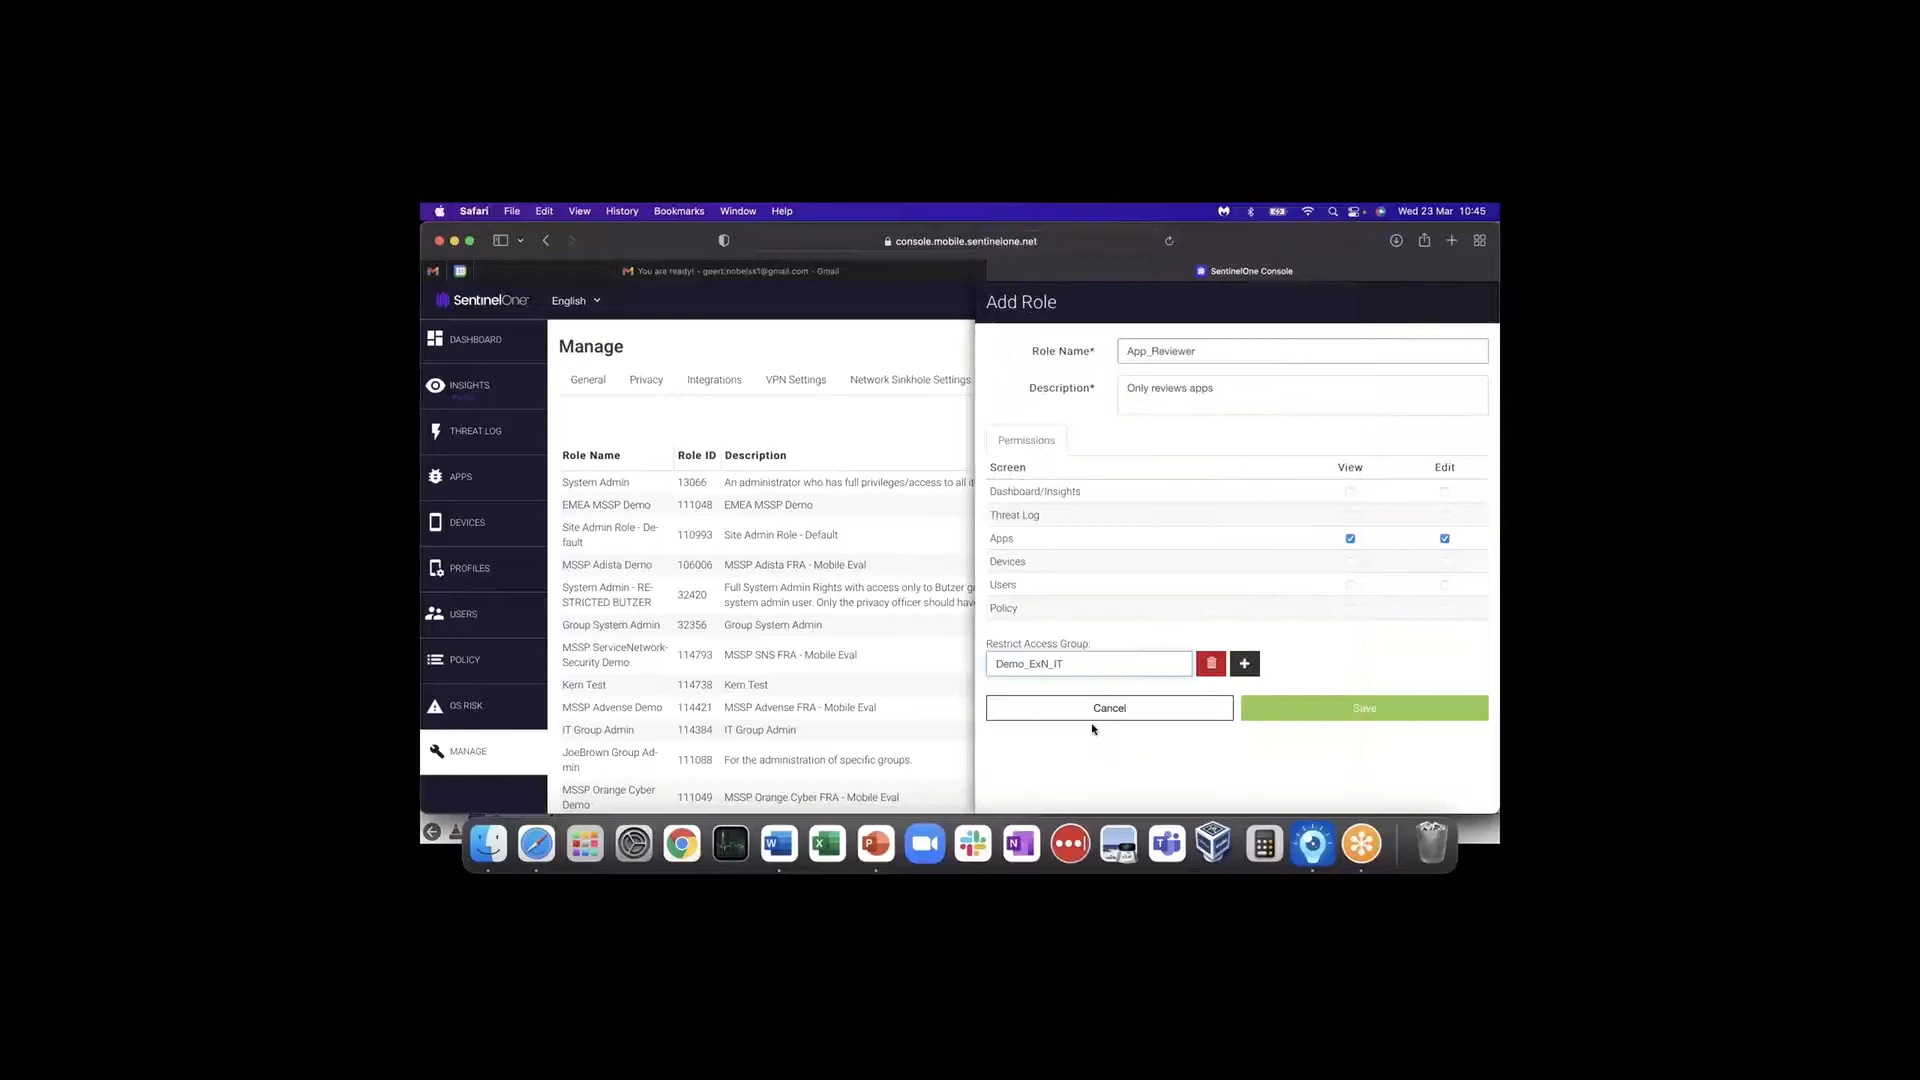 Safari File Edit View History Bookmarks Window Help Wed 23 Mar 10:45
console.mobile.sentinelone.net
You are ready! - geert.nobelss1@gmail.com - Gmail
SentinelOne Console
SentinelOne English
Add Role
DASHBOARD
INSIGHTS
THREAT LOG
APPS
DEVICES
PROFILES
USERS
POLICY
OS RISK
MANAGE
Manage
General Privacy Integrations VPN Settings Network Sinkhole Settings
Role Name Role ID Description
System Admin 13066 An administrator who has full privileges/access to all
EMEA MSSP Demo 111048 EMEA MSSP Demo
Site Admin Role - De-
fault 110993 Site Admin Role - Default
MSSP Adista Demo 106006 MSSP Adista FRA - Mobile Eval
System Admin - RE- Full System Admin Rights with access only to Butzer
STRICTED BUTZER 32420 system admin user. Only the privacy officer should
Group System Admin 32356 Group System Admin
MSSP ServiceNetwork-
Security Demo 114793 MSSP SNS FRA - Mobile Eval
Kern Test 114738 Kern Test
MSSP Advense Demo 114421 MSSP Advense FRA - Mobile Eval
IT Group Admin 114384 IT Group Admin
JoeBrown Group Ad-
min 111088 For the administration of specific groups.
MSSP Orange Cyber
Demo 111049 MSSP Orange Cyber FRA - Mobile Eval
Role Name* App_Reviewer
Description* Only reviews apps
Permissions
Screen View Edit
Dashboard/Insights
Threat Log
Apps
Devices
Users
Policy
Restrict Access Group:
Demo_ExN_IT
Cancel Save